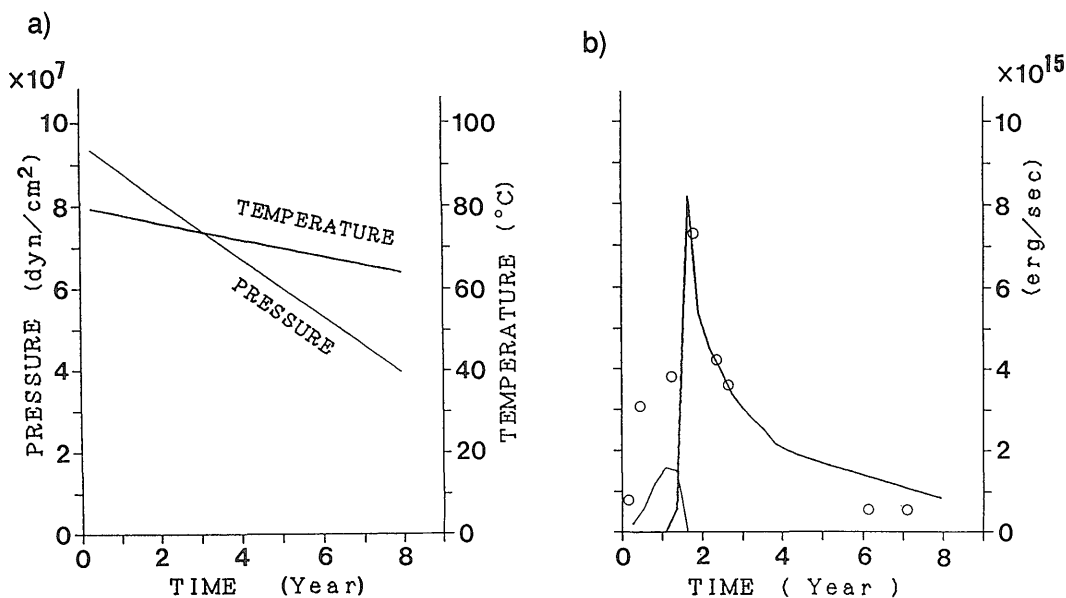 a)
×10⁷
10
8
6
4
2
0
PRESSURE (dyn/cm²)
100
80
60
40
20
0
TEMPERATURE (°C)
TEMPERATURE
PRESSURE
0 2 4 6 8
TIME (Year)
b)
×10¹⁵
10
8
6
4
2
0
(erg/sec)
0 2 4 6 8
TIME ( Year )